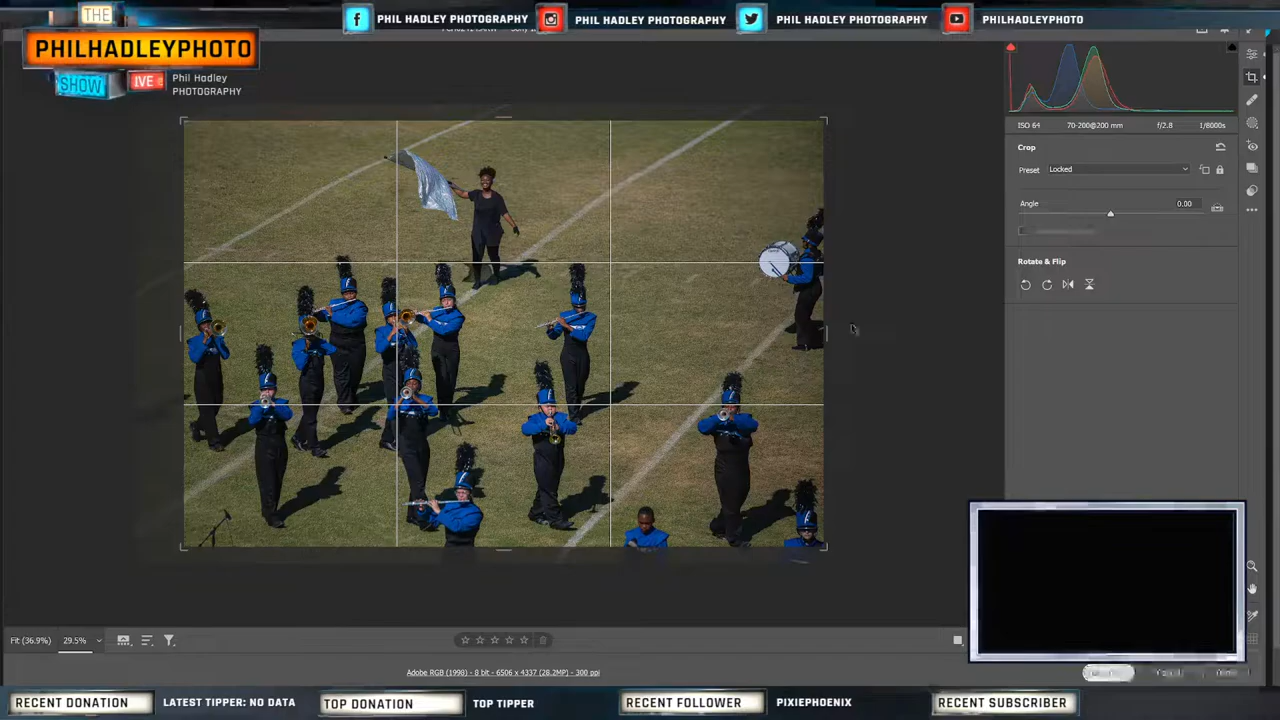 THE
PHILHADLEYPHOTO
SHOW
LIVE
Phil Hadley
PHOTOGRAPHY
PHIL HADLEY PHOTOGRAPHY
PHIL HADLEY PHOTOGRAPHY
PHIL HADLEY PHOTOGRAPHY
PHILHADLEYPHOTO
ISO 64 70-200@200 mm f/2.8 1/8000s
Crop
Preset Locked
Angle 0.00
Rotate & Flip
Fit (36.9%) 29.5%
Adobe RGB (1998) - 8 bit - 6506 x 4337 (28.2MP) - 300 ppi
RECENT DONATION LATEST TIPPER: NO DATA TOP DONATION TOP TIPPER RECENT FOLLOWER PIXIEPHOENIX RECENT SUBSCRIBER